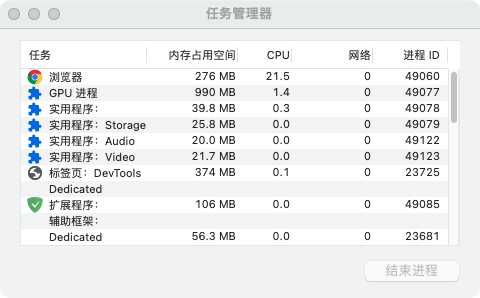 任务管理器
任务 内存占用空间 CPU 网络 进程 ID
浏览器 276 MB 21.5 0 49060
GPU 进程 990 MB 1.4 0 49077
实用程序： 39.8 MB 0.3 0 49078
实用程序：Storage 25.8 MB 0.0 0 49079
实用程序：Audio 20.0 MB 0.0 0 49122
实用程序：Video 21.7 MB 0.0 0 49123
标签页：DevTools 374 MB 0.1 0 23725
Dedicated
扩展程序： 106 MB 0.0 0 49085
辅助框架：
Dedicated 56.3 MB 0.0 0 23681
结束进程